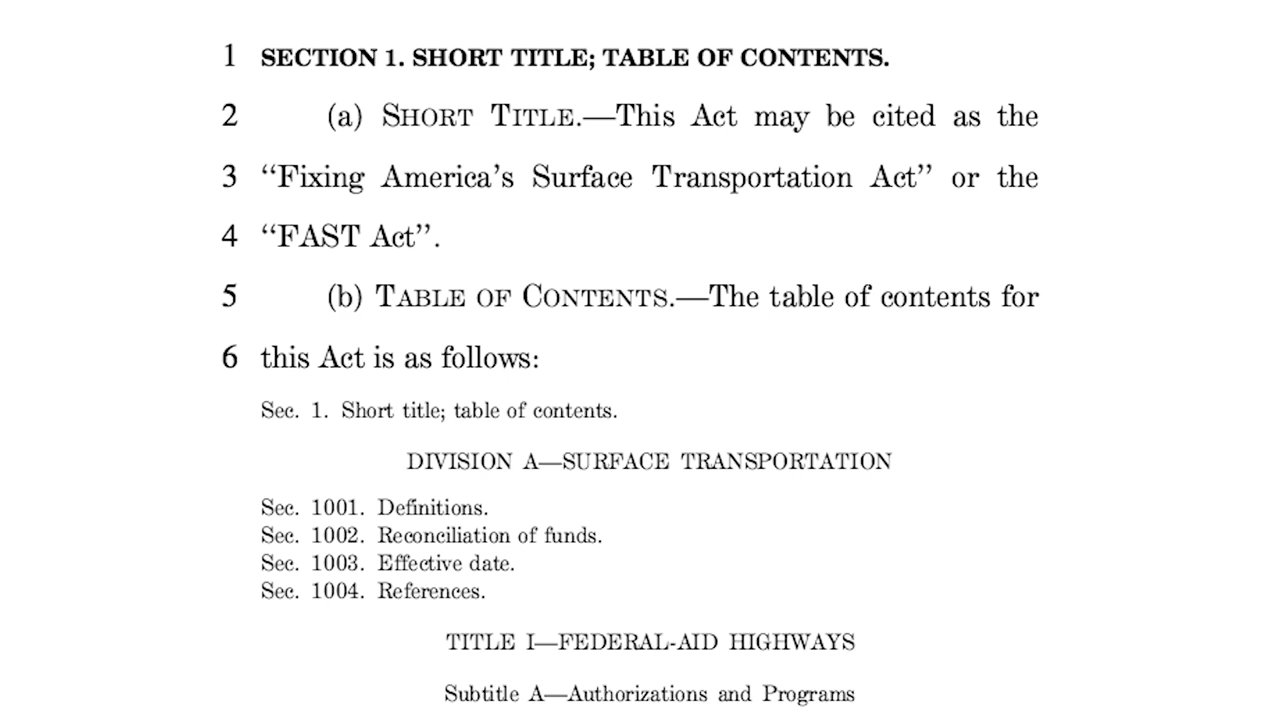 1 SECTION 1. SHORT TITLE; TABLE OF CONTENTS.
2 (a) SHORT TITLE.—This Act may be cited as the
3 “Fixing America’s Surface Transportation Act” or the
4 “FAST Act”.
5 (b) TABLE OF CONTENTS.—The table of contents for
6 this Act is as follows:
Sec. 1. Short title; table of contents.
DIVISION A—SURFACE TRANSPORTATION
Sec. 1001. Definitions.
Sec. 1002. Reconciliation of funds.
Sec. 1003. Effective date.
Sec. 1004. References.
TITLE I—FEDERAL-AID HIGHWAYS
Subtitle A—Authorizations and Programs